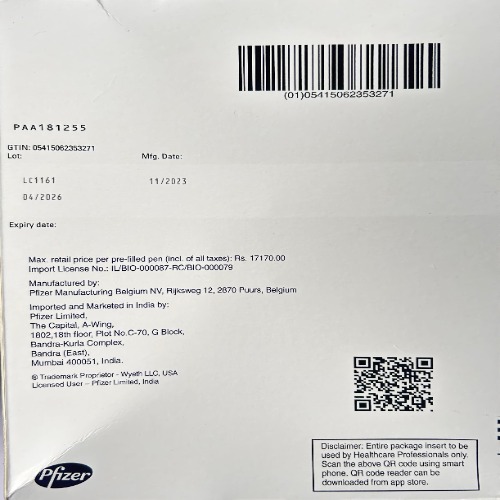 (01)05415062353271
PAA181255
GTIN: 05415062353271
Lot:
Mfg. Date:
LC1161
11/2023
04/2026
Expiry date:
Max. retail price per pre-filled pen (incl. of all taxes): Rs. 17170.00
Import License No.: IL/BIO-000087-RC/BIO-000079
Manufactured by:
Pfizer Manufacturing Belgium NV, Rijksweg 12, 2870 Puurs, Belgium
Imported and Marketed in India by:
Pfizer Limited,
The Capital, A-Wing,
1802,18th floor, Plot No.C-70, G Block,
Bandra-Kurla Complex,
Bandra (East),
Mumbai 400051, India.
® Trademark Proprietor - Wyeth LLC, USA
Licensed User – Pfizer Limited, India
Disclaimer: Entire package insert to be
used by Healthcare Professionals only.
Scan the above QR code using smart
phone. QR code reader can be
downloaded from app store.
Pfizer